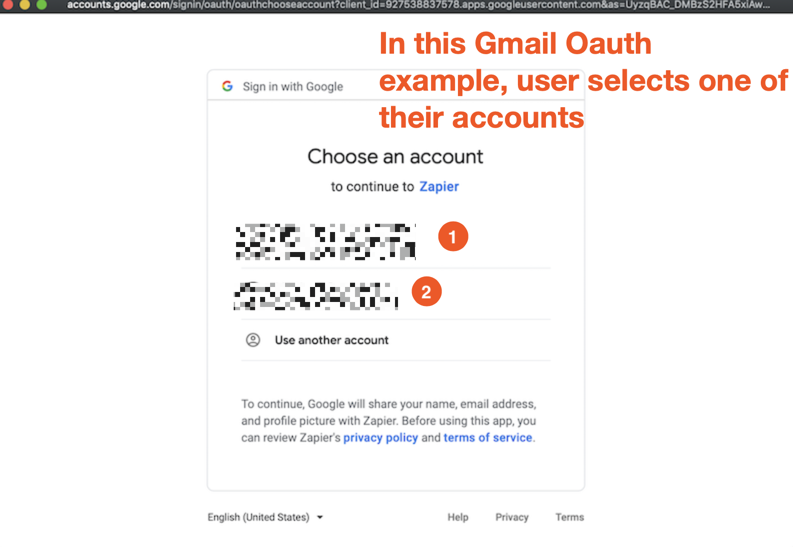 accounts.google.com/signin/oauth/oauthchooseaccount?client_id=927538837578.apps.googleusercontent.com&as=UyzqBAC_DMBzS2HFA5xiAw...
In this Gmail Oauth
example, user selects one of
their accounts
Sign in with Google
Choose an account
to continue to Zapier
1
2
Use another account
To continue, Google will share your name, email address,
and profile picture with Zapier. Before using this app, you
can review Zapier's privacy policy and terms of service.
English (United States)
Help Privacy Terms